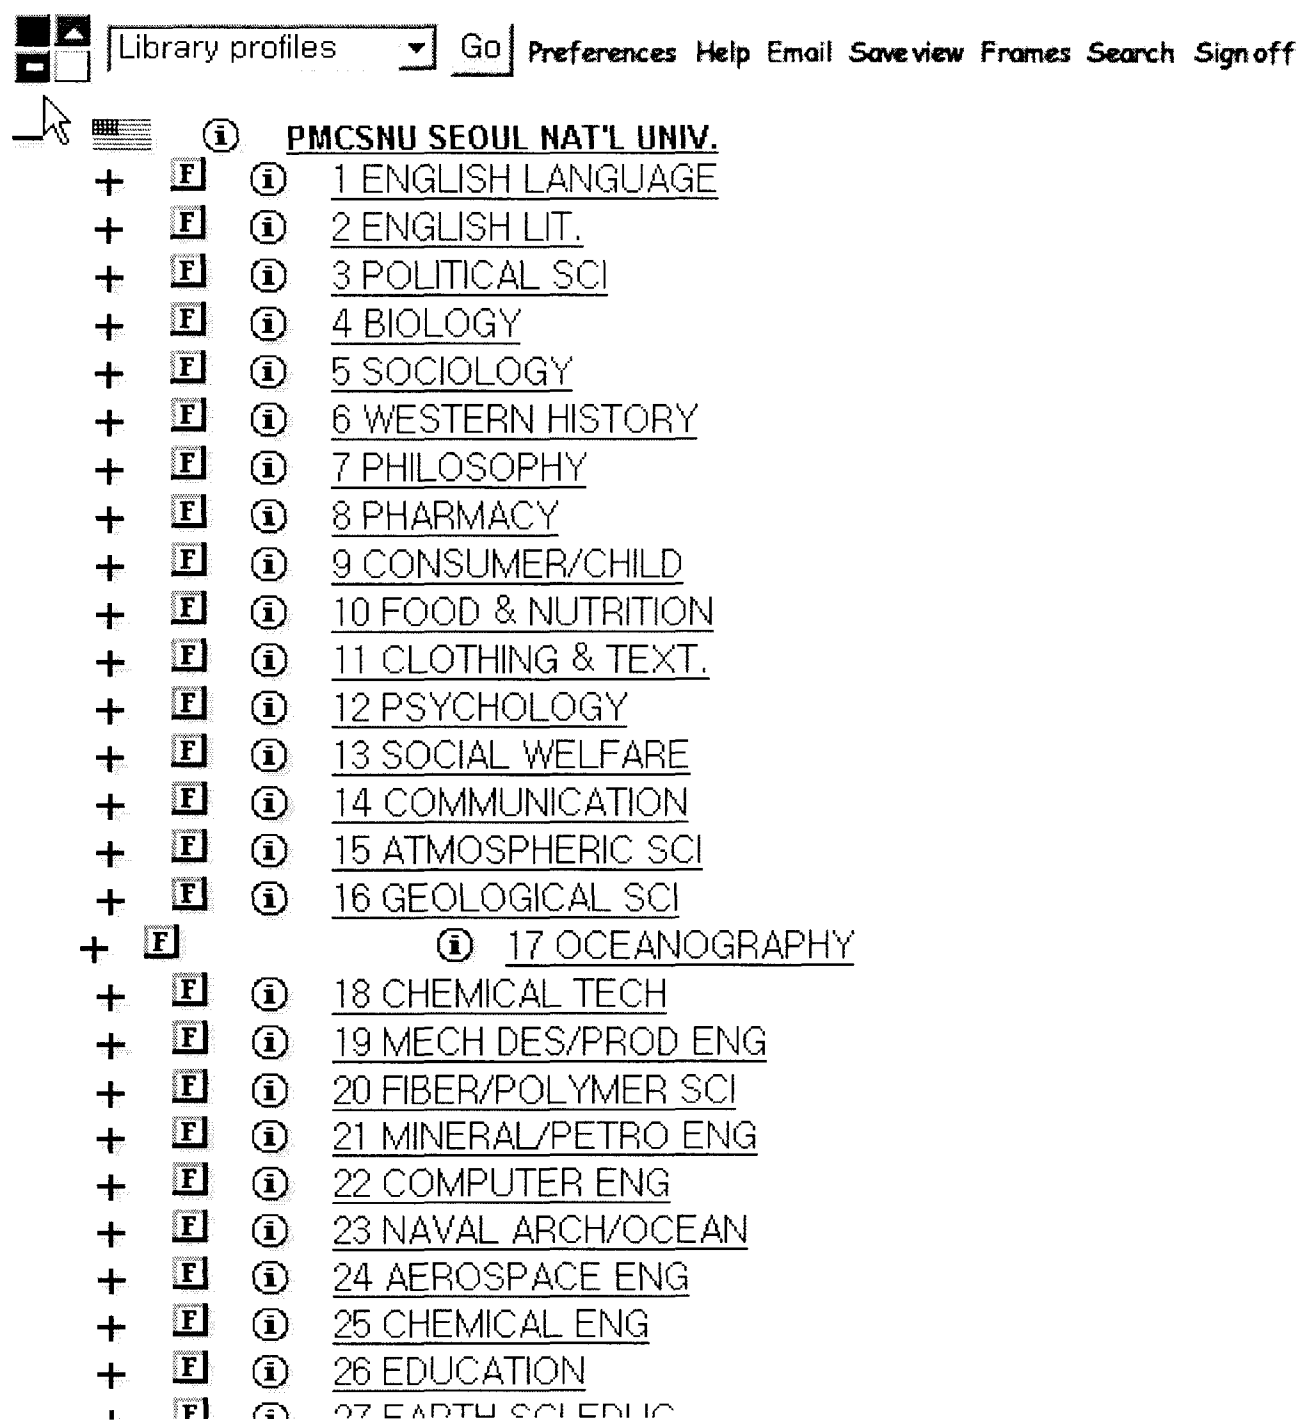 Library profiles Go Preferences Help Email Save view Frames Search Sign off
i PMCSNU SEOUL NAT'L UNIV.
+ F i 1 ENGLISH LANGUAGE
+ F i 2 ENGLISH LIT.
+ F i 3 POLITICAL SCI
+ F i 4 BIOLOGY
+ F i 5 SOCIOLOGY
+ F i 6 WESTERN HISTORY
+ F i 7 PHILOSOPHY
+ F i 8 PHARMACY
+ F i 9 CONSUMER/CHILD
+ F i 10 FOOD & NUTRITION
+ F i 11 CLOTHING & TEXT.
+ F i 12 PSYCHOLOGY
+ F i 13 SOCIAL WELFARE
+ F i 14 COMMUNICATION
+ F i 15 ATMOSPHERIC SCI
+ F i 16 GEOLOGICAL SCI
+ F i 17 OCEANOGRAPHY
+ F i 18 CHEMICAL TECH
+ F i 19 MECH DES/PROD ENG
+ F i 20 FIBER/POLYMER SCI
+ F i 21 MINERAL/PETRO ENG
+ F i 22 COMPUTER ENG
+ F i 23 NAVAL ARCH/OCEAN
+ F i 24 AEROSPACE ENG
+ F i 25 CHEMICAL ENG
+ F i 26 EDUCATION
+ F i 27 EARTH SCI EDUC